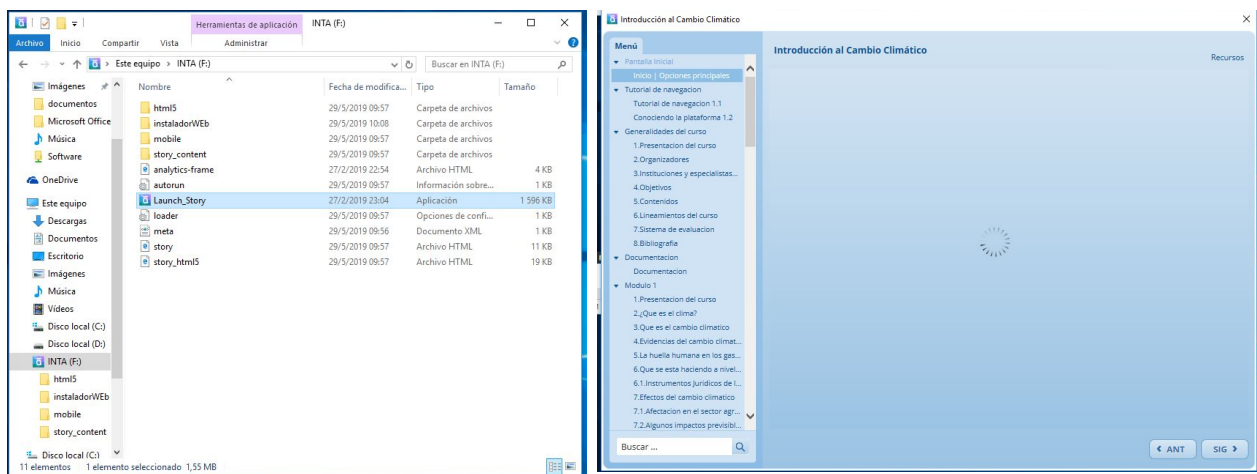 Herramientas de aplicación INTA (F:)
Archivo Inicio Compartir Vista Administrar
Este equipo > INTA (F:) Buscar en INTA (F:)
Imágenes
documentos
Microsoft Office
Música
Software
OneDrive
Este equipo
Descargas
Documentos
Escritorio
Imágenes
Música
Vídeos
Disco local (C:)
Disco local (D:)
INTA (F:)
html5
instaladorWEb
mobile
story_content
Disco local (C:)
Nombre Fecha de modifica... Tipo Tamaño
html5 29/5/2019 09:57 Carpeta de archivos
instaladorWEb 29/5/2019 10:08 Carpeta de archivos
mobile 29/5/2019 09:57 Carpeta de archivos
story_content 29/5/2019 09:57 Carpeta de archivos
analytics-frame 27/2/2019 22:54 Archivo HTML 4 KB
autorun 29/5/2019 09:57 Información sobre... 1 KB
Launch_Story 27/2/2019 23:04 Aplicación 1 596 KB
loader 29/5/2019 09:57 Opciones de confi... 1 KB
meta 29/5/2019 09:56 Documento XML 1 KB
story 29/5/2019 09:57 Archivo HTML 11 KB
story_html5 29/5/2019 09:57 Archivo HTML 19 KB
11 elementos 1 elemento seleccionado 1,55 MB
Introducción al Cambio Climático
Menú
Pantalla Inicial
Inicio | Opciones principales
Tutorial de navegacion
Tutorial de navegacion 1.1
Conociendo la plataforma 1.2
Generalidades del curso
1.Presentacion del curso
2.Organizadores
3.Instituciones y especialistas...
4.Objetivos
5.Contenidos
6.Lineamientos del curso
7.Sistema de evaluacion
8.Bibliografia
Documentacion
Documentacion
Modulo 1
1.Presentacion del curso
2.¿Que es el clima?
3.Que es el cambio climatico
4.Evidencias del cambio climat...
5.La huella humana en los gas...
6.Que se esta haciendo a nivel...
6.1.Instrumentos Juridicos de l...
7.Efectos del cambio climatico
7.1.Afectacion en el sector agr...
7.2.Algunos impactos previsibl...
Buscar ...
Introducción al Cambio Climático
Recursos
ANT SIG